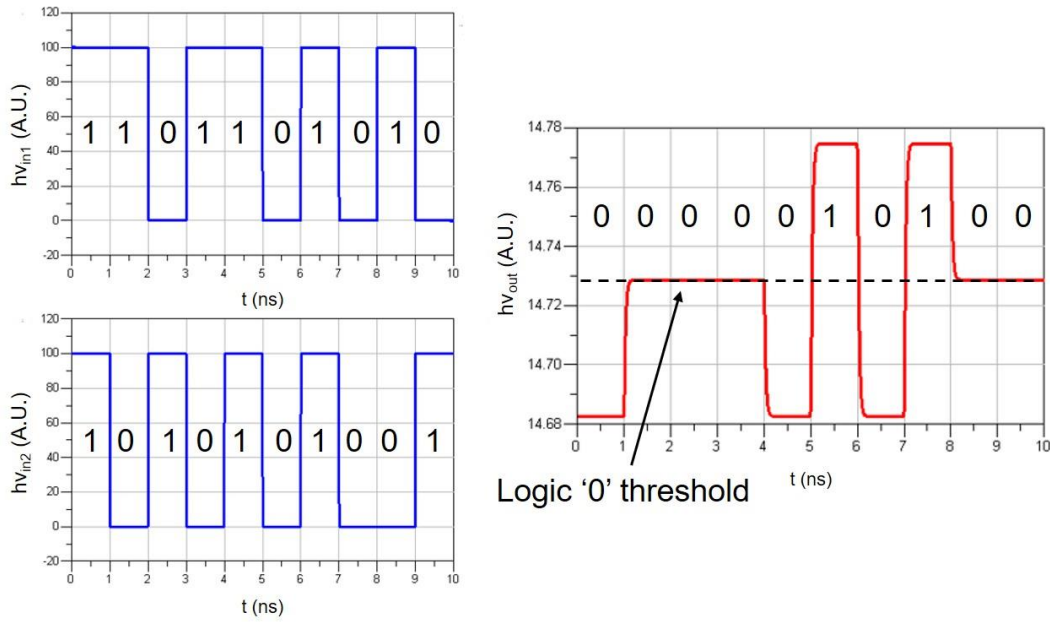 120
100
80
60
40
20
0
-20
hv_in1 (A.U.)
1 1 0 1 1 0 1 0 1 0
0 1 2 3 4 5 6 7 8 9 10
t (ns)
120
100
80
60
40
20
0
-20
hv_in2 (A.U.)
1 0 1 0 1 0 1 0 0 1
0 1 2 3 4 5 6 7 8 9 10
t (ns)
14.78
14.76
14.74
14.72
14.70
14.68
hv_out (A.U.)
0 0 0 0 0 1 0 1 0 0
0 1 2 3 4 5 6 7 8 9 10
t (ns)
Logic ‘0’ threshold